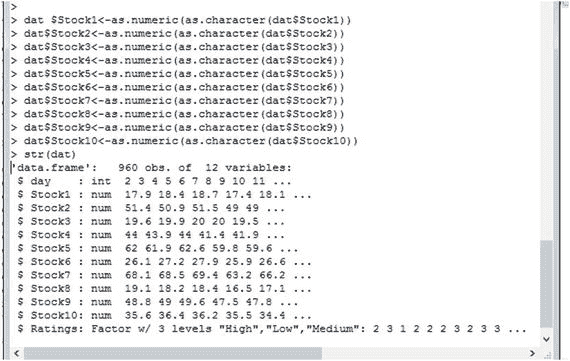 >
> dat $Stock1<-as.numeric(as.character(dat$Stock1))
> dat$Stock2<-as.numeric(as.character(dat$Stock2))
> dat$Stock3<-as.numeric(as.character(dat$Stock3))
> dat$Stock4<-as.numeric(as.character(dat$Stock4))
> dat$Stock5<-as.numeric(as.character(dat$Stock5))
> dat$Stock6<-as.numeric(as.character(dat$Stock6))
> dat$Stock7<-as.numeric(as.character(dat$Stock7))
> dat$Stock8<-as.numeric(as.character(dat$Stock8))
> dat$Stock9<-as.numeric(as.character(dat$Stock9))
> dat$Stock10<-as.numeric(as.character(dat$Stock10))
> str(dat)
'data.frame': 960 obs. of 12 variables:
$ day : int 2 3 4 5 6 7 8 9 10 11 ...
$ Stock1 : num 17.9 18.4 18.7 17.4 18.1 ...
$ Stock2 : num 51.4 50.9 51.5 49 49 ...
$ Stock3 : num 19.6 19.9 20 20 19.5 ...
$ Stock4 : num 44 43.9 44 41.4 41.9 ...
$ Stock5 : num 62 61.9 62.6 59.8 59.6 ...
$ Stock6 : num 26.1 27.2 27.9 25.9 26.6 ...
$ Stock7 : num 68.1 68.5 69.4 63.2 66.2 ...
$ Stock8 : num 19.1 18.2 18.4 16.5 17.1 ...
$ Stock9 : num 48.8 49 49.6 47.5 47.8 ...
$ Stock10: num 35.6 36.4 36.2 35.5 34.4 ...
$ Ratings: Factor w/ 3 levels "High","Low","Medium": 2 3 1 2 2 2 3 2 3 3 ...